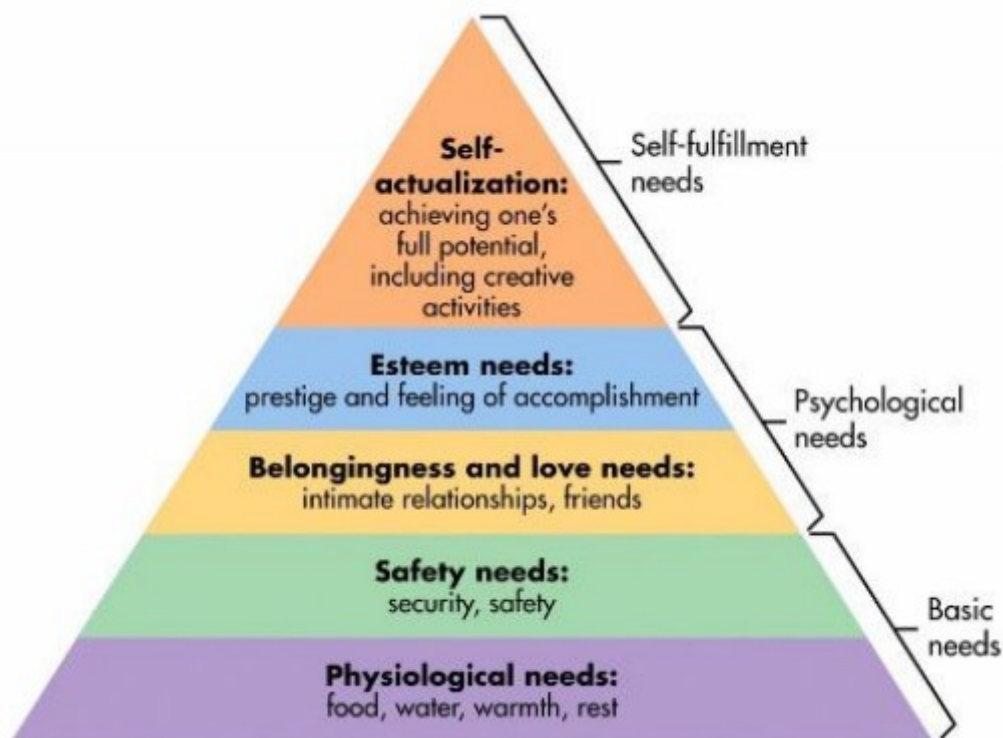 Self-
actualization:
achieving one's
full potential,
including creative
activities
Self-fulfillment
needs
Esteem needs:
prestige and feeling of accomplishment
Psychological
needs
Belongingness and love needs:
intimate relationships, friends
Safety needs:
security, safety
Basic
needs
Physiological needs:
food, water, warmth, rest